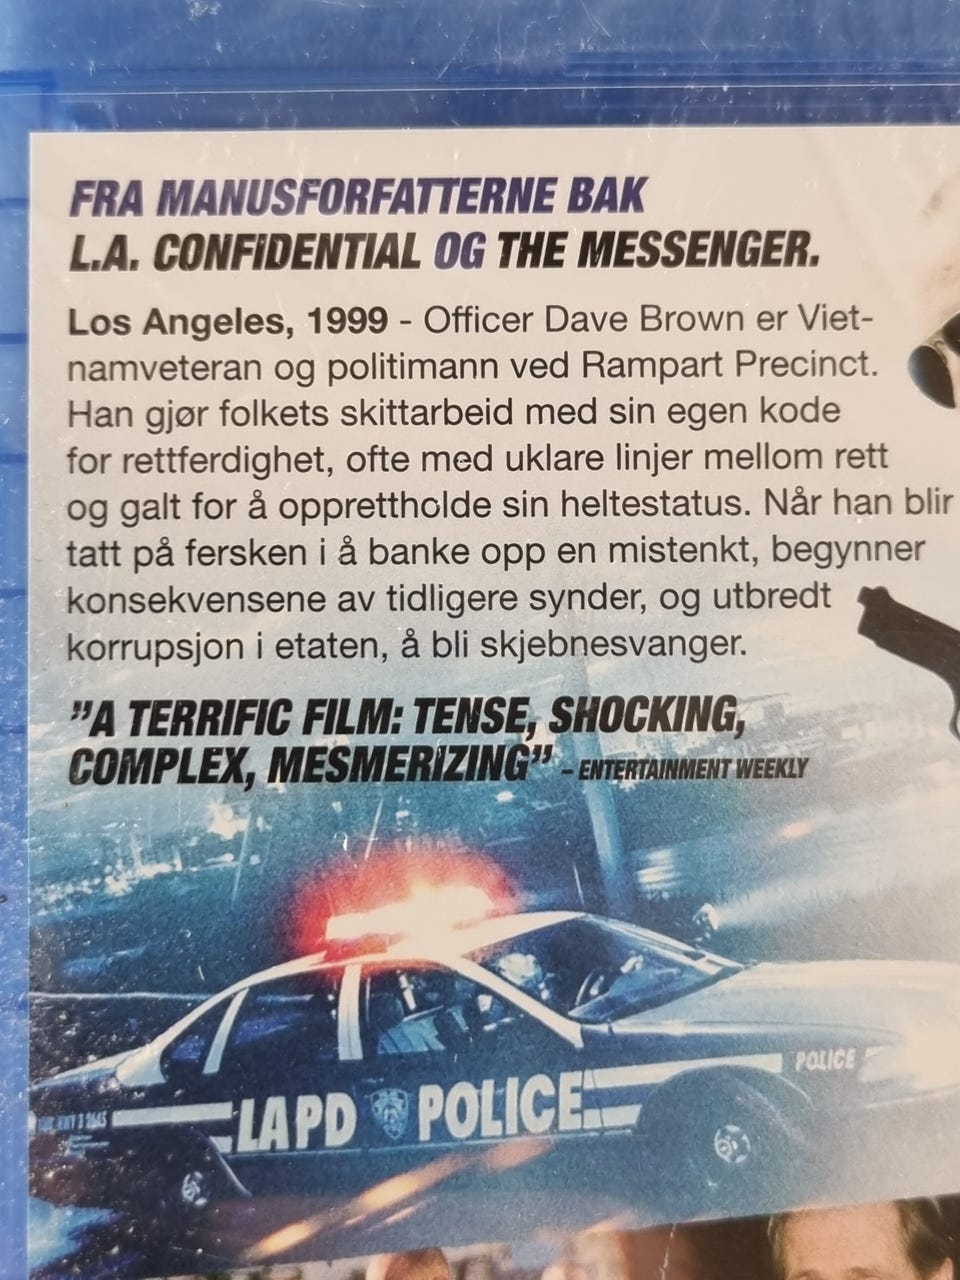 FRA MANUSFORFATTERNE BAK
L.A. CONFIDENTIAL OG THE MESSENGER.
Los Angeles, 1999 - Officer Dave Brown er Viet-
namveteran og politimann ved Rampart Precinct.
Han gjør folkets skittarbeid med sin egen kode
for rettferdighet, ofte med uklare linjer mellom rett
og galt for å opprettholde sin heltestatus. Når han blir
tatt på fersken i å banke opp en mistenkt, begynner
konsekvensene av tidligere synder, og utbredt
korrupsjon i etaten, å bli skjebnesvanger.
”A TERRIFIC FILM: TENSE, SHOCKING,
COMPLEX, MESMERIZING” – ENTERTAINMENT WEEKLY
POLICE
LAPD POLICE